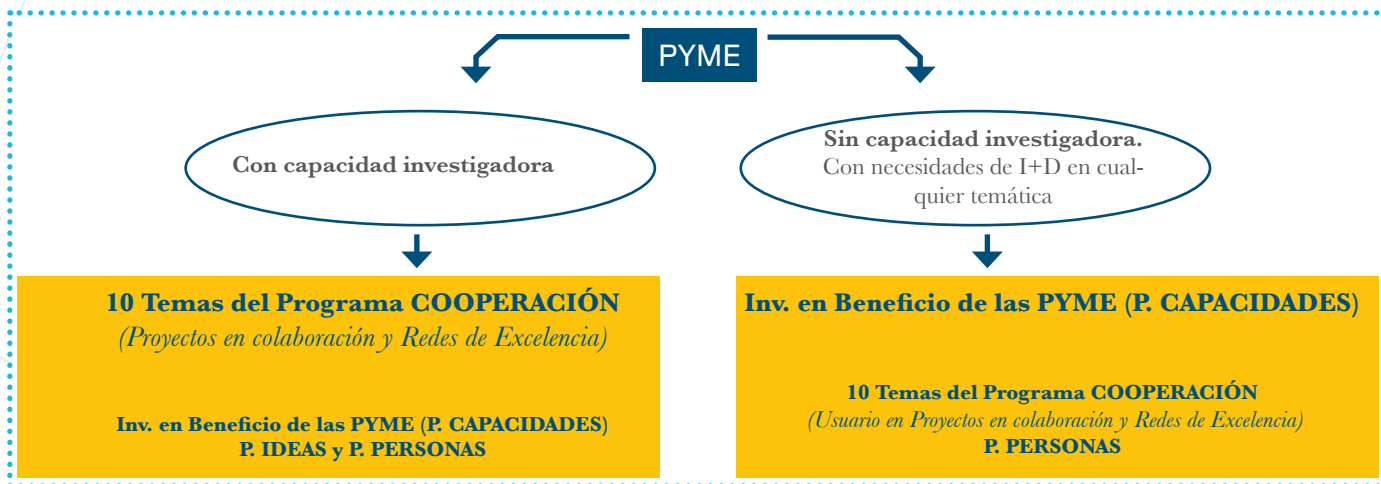 PYME
Con capacidad investigadora
Sin capacidad investigadora.
Con necesidades de I+D en cual-
quier temática
10 Temas del Programa COOPERACIÓN
(Proyectos en colaboración y Redes de Excelencia)
Inv. en Beneficio de las PYME (P. CAPACIDADES)
P. IDEAS y P. PERSONAS
Inv. en Beneficio de las PYME (P. CAPACIDADES)
10 Temas del Programa COOPERACIÓN
(Usuario en Proyectos en colaboración y Redes de Excelencia)
P. PERSONAS